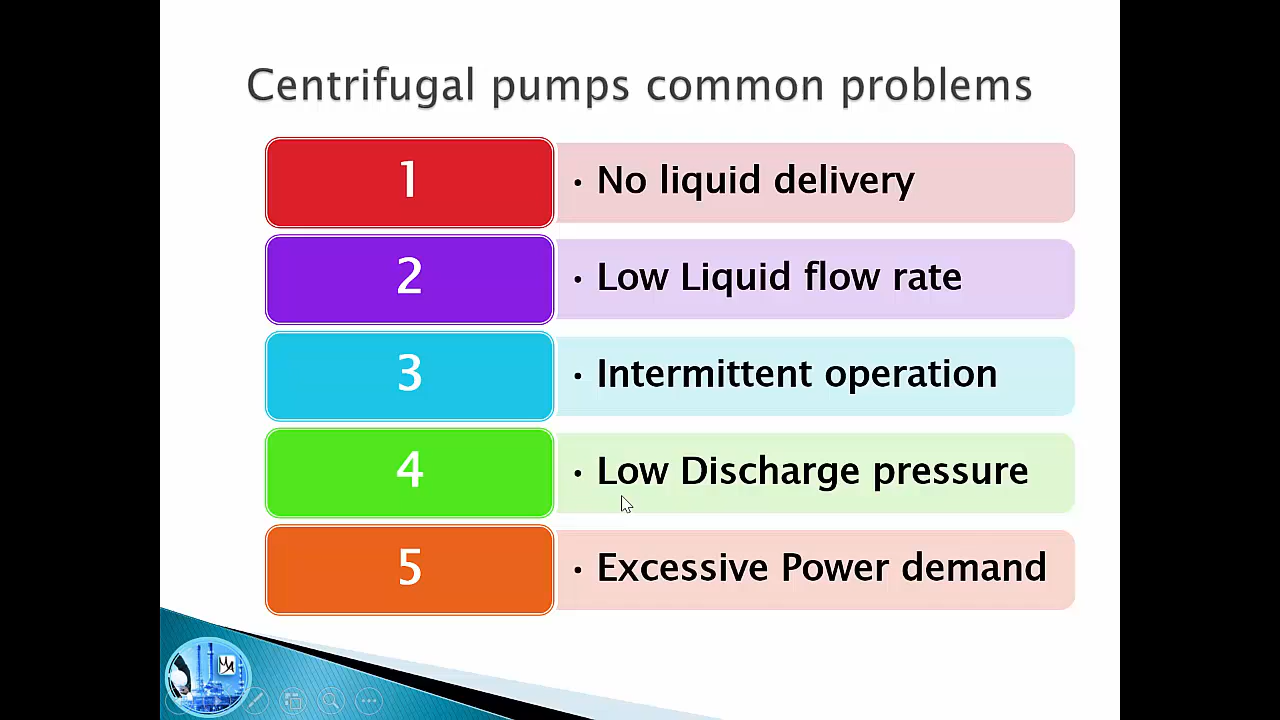 Centrifugal pumps common problems
1
• No liquid delivery
2
• Low Liquid flow rate
3
• Intermittent operation
4
• Low Discharge pressure
5
• Excessive Power demand